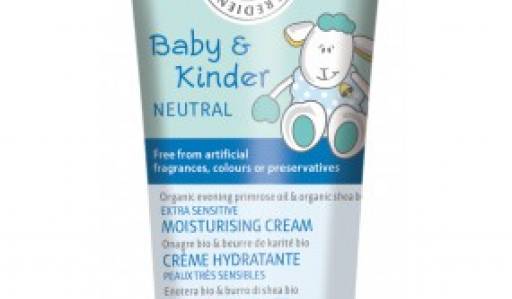 REDIEN
Baby &
Kinder
NEUTRAL
Free from artificial
fragrances, colours or preservatives
Organic evening primrose oil & organic shea b
EXTRA SENSITIVE
MOISTURISING CREAM
Onagre bio & beurre de karité bio
CRÈME HYDRATANTE
PEAUX TRÈS SENSIBLES
Enotera bio & burro di shea bio